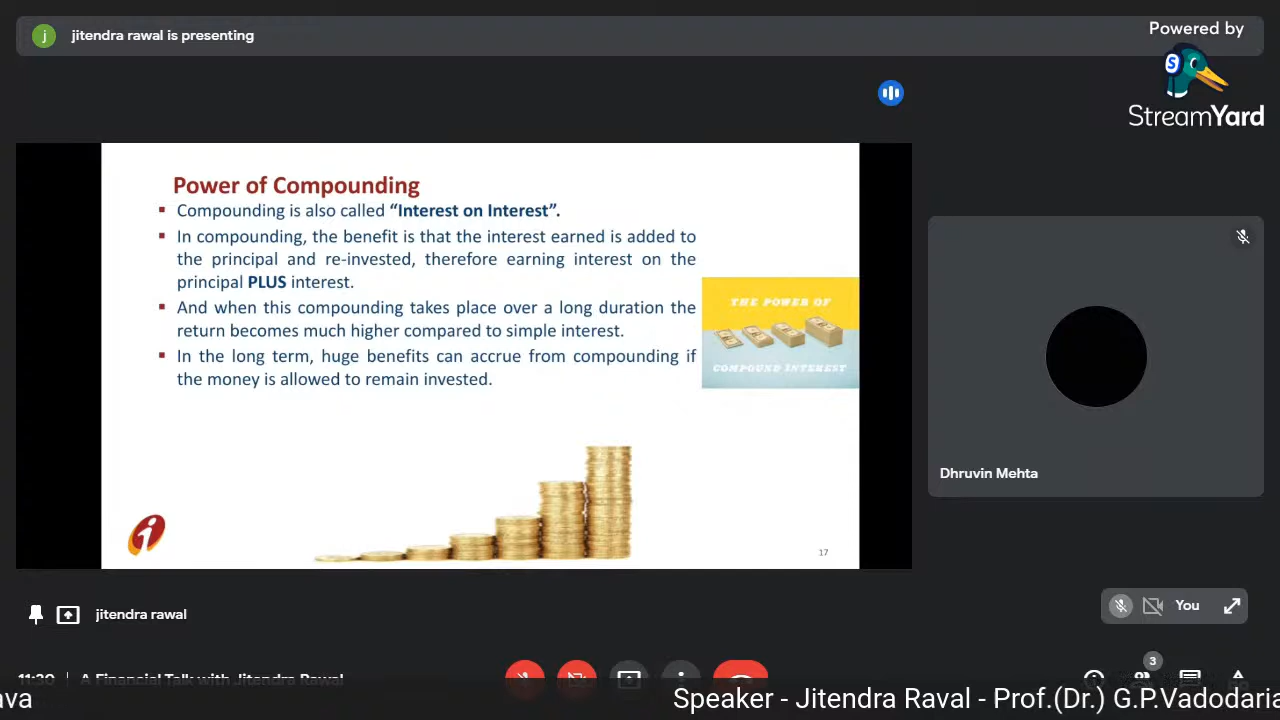 j
jitendra rawal is presenting
Powered by
S
StreamYard
Power of Compounding
▪ Compounding is also called “Interest on Interest”.
▪ In compounding, the benefit is that the interest earned is added to
the principal and re-invested, therefore earning interest on the
principal PLUS interest.
▪ And when this compounding takes place over a long duration the
return becomes much higher compared to simple interest.
▪ In the long term, huge benefits can accrue from compounding if
the money is allowed to remain invested.
THE POWER OF
COMPOUND INTEREST
i
17
Dhruvin Mehta
jitendra rawal
You
3
A Financial Talk with Jitendra Rawal
ava
Speaker - Jitendra Raval - Prof.(Dr.) G.P.Vadodaria